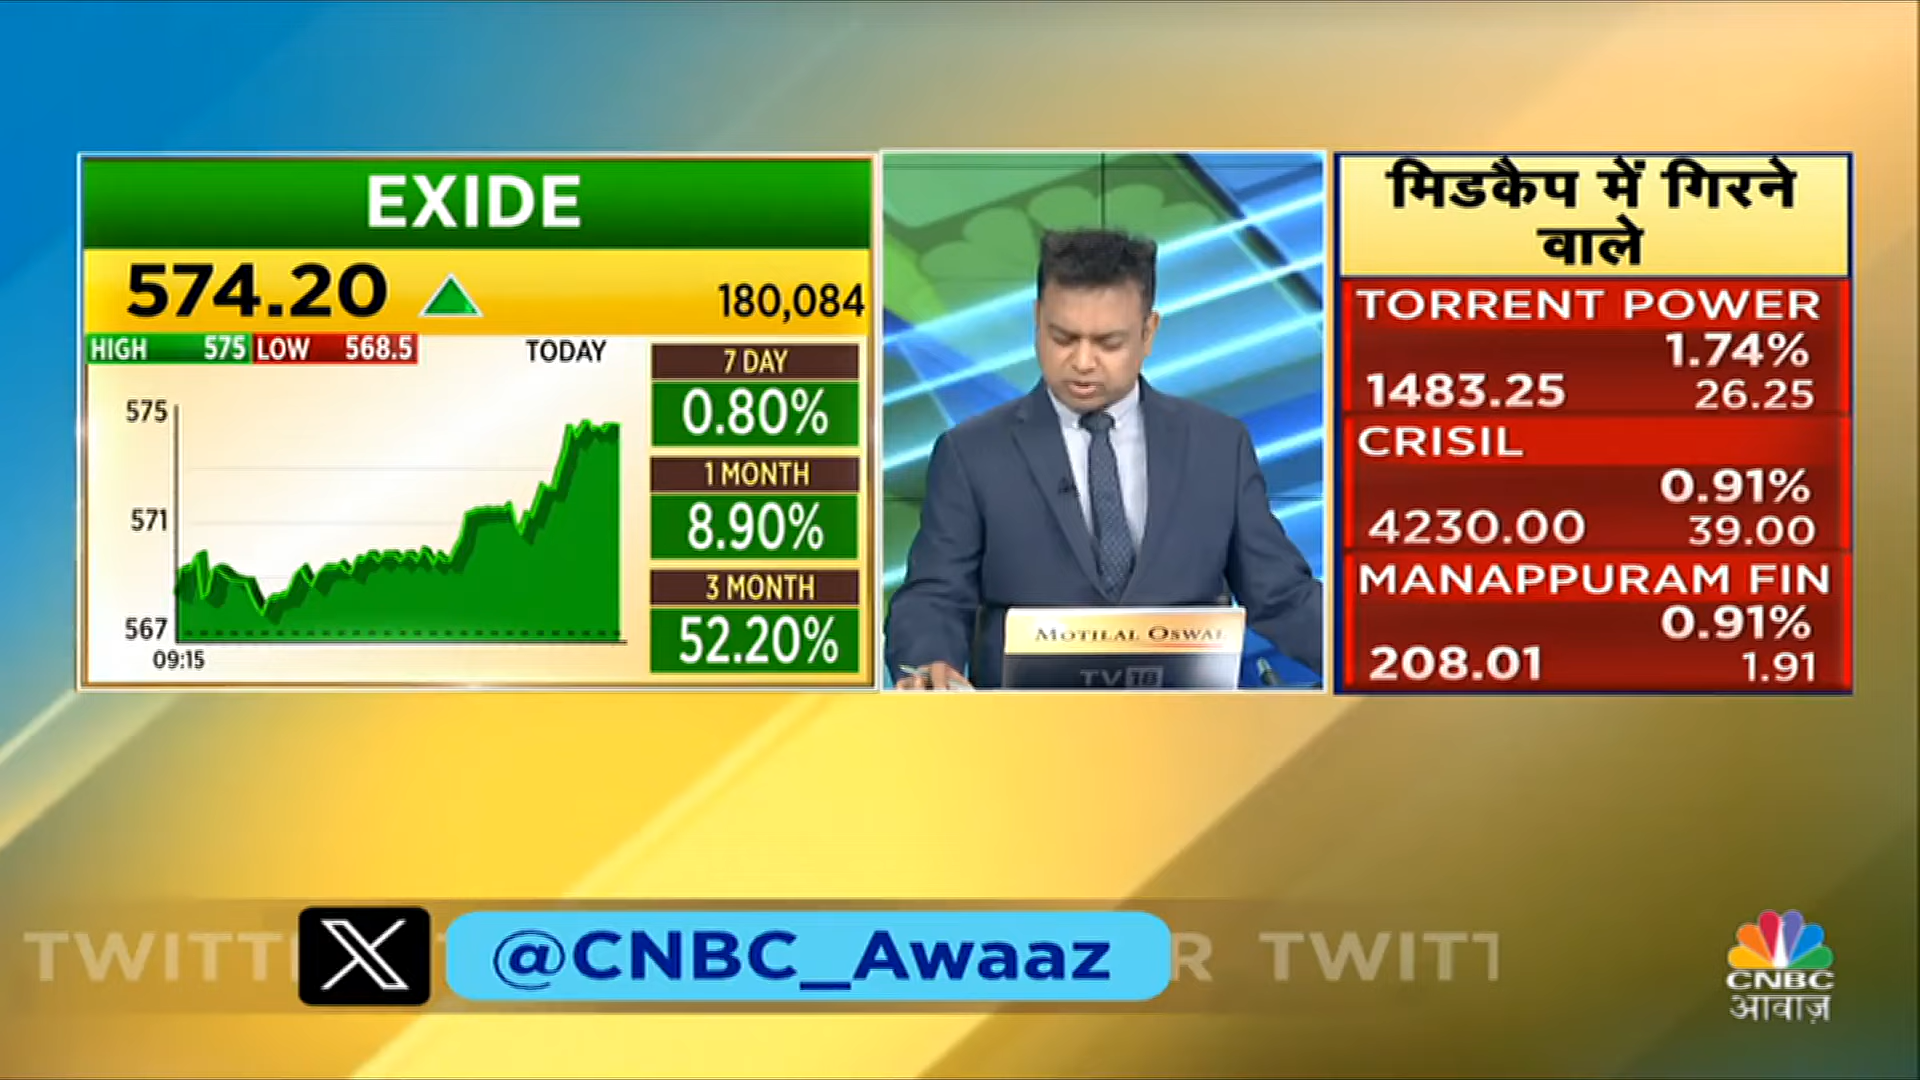 EXIDE
574.20
180,084
HIGH 575 LOW 568.5
TODAY
575
571
567
09:15
7 DAY
0.80%
1 MONTH
8.90%
3 MONTH
52.20%
MOTILAL OSWAL
TV18
मिडकैप में गिरने
वाले
TORRENT POWER
1.74%
1483.25 26.25
CRISIL
0.91%
4230.00 39.00
MANAPPURAM FIN
0.91%
208.01 1.91
TWITT
X
@CNBC_Awaaz
R TWITT
CNBC
आवाज़